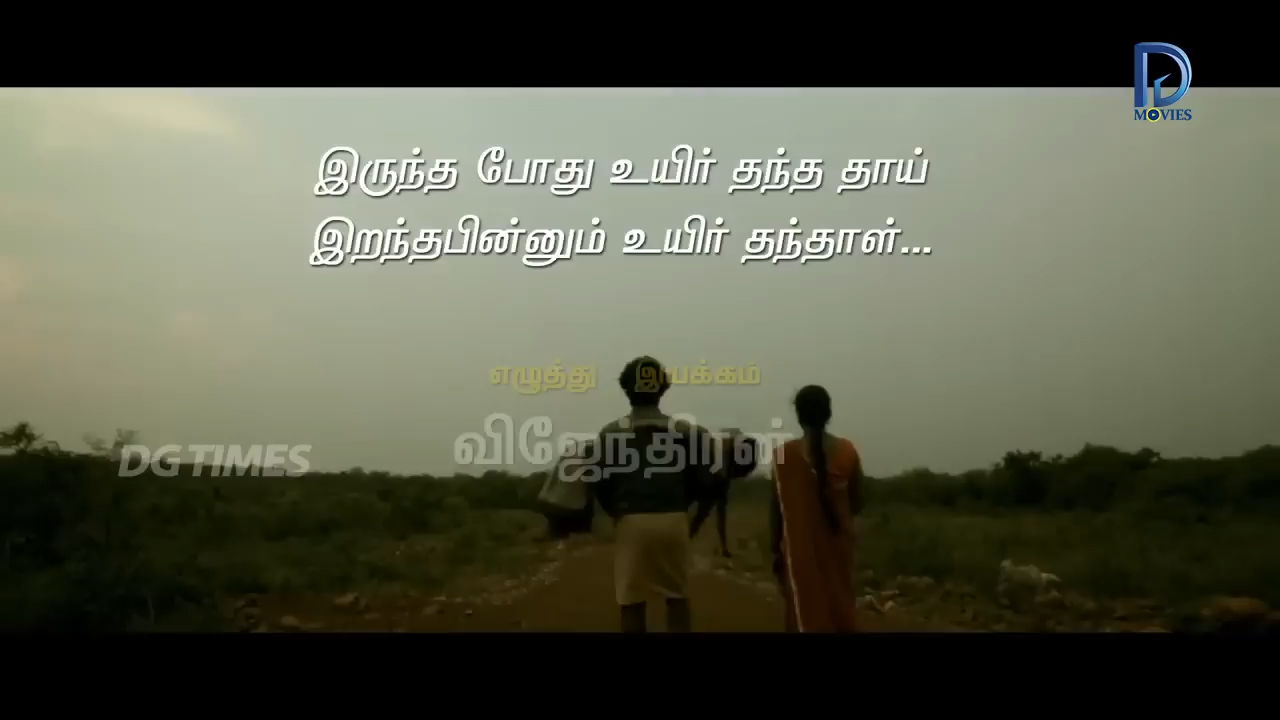 D
MOVIES
இருந்த போது உயிர் தந்த தாய்
இறந்தபின்னும் உயிர் தந்தாள்...
எழுத்து இயக்கம்
விஜேந்திரன்
DG TIMES